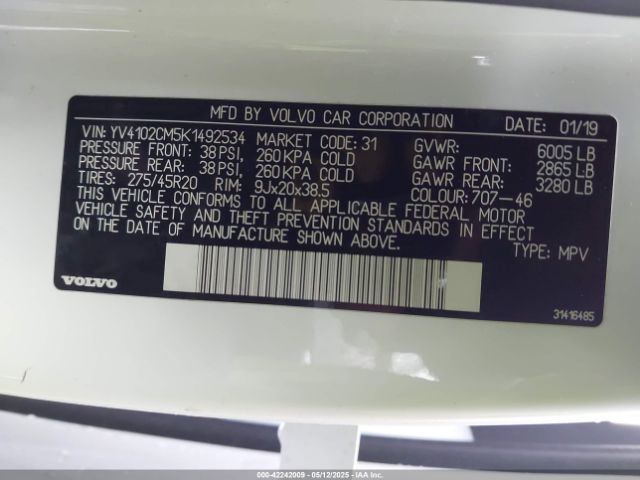 MFD BY VOLVO CAR CORPORATION DATE: 01/19
VIN: YV4102CM5K1492534 MARKET CODE: 31 GVWR: 6005 LB
PRESSURE FRONT: 38 PSI, 260 KPA COLD GAWR FRONT: 2865 LB
PRESSURE REAR: 38 PSI, 260 KPA COLD GAWR REAR: 3280 LB
TIRES: 275/45R20 RIM: 9Jx20x38.5 COLOUR: 707-46
THIS VEHICLE CONFORMS TO ALL APPLICABLE FEDERAL MOTOR
VEHICLE SAFETY AND THEFT PREVENTION STANDARDS IN EFFECT
ON THE DATE OF MANUFACTURE SHOWN ABOVE. TYPE: MPV
VOLVO
31416485
000-42242009 - 05/12/2025 - IAA Inc.